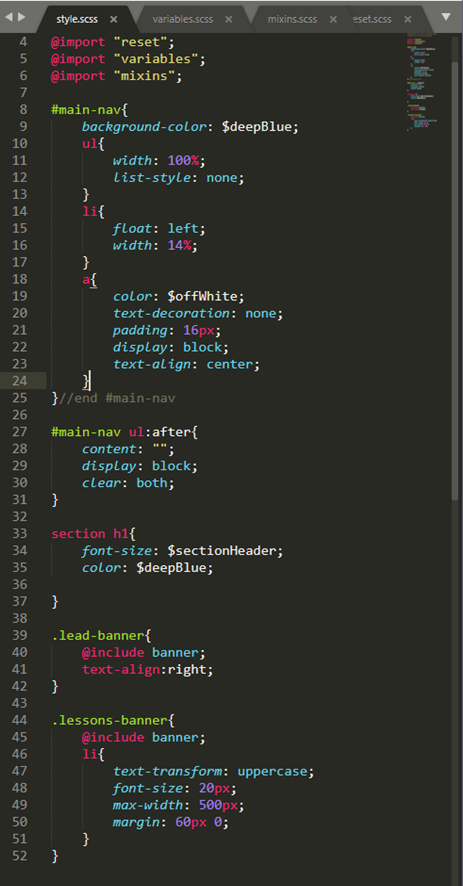 style.scss × variables.scss × mixins.scss × eset.scss ×
4 @import "reset";
5 @import "variables";
6 @import "mixins";
7
8 #main-nav{
9 background-color: $deepBlue;
10 ul{
11 width: 100%;
12 list-style: none;
13 }
14 li{
15 float: left;
16 width: 14%;
17 }
18 a{
19 color: $offWhite;
20 text-decoration: none;
21 padding: 16px;
22 display: block;
23 text-align: center;
24 }
25 }//end #main-nav
26
27 #main-nav ul:after{
28 content: "";
29 display: block;
30 clear: both;
31 }
32
33 section h1{
34 font-size: $sectionHeader;
35 color: $deepBlue;
36
37 }
38
39 .lead-banner{
40 @include banner;
41 text-align:right;
42 }
43
44 .lessons-banner{
45 @include banner;
46 li{
47 text-transform: uppercase;
48 font-size: 20px;
49 max-width: 500px;
50 margin: 60px 0;
51 }
52 }